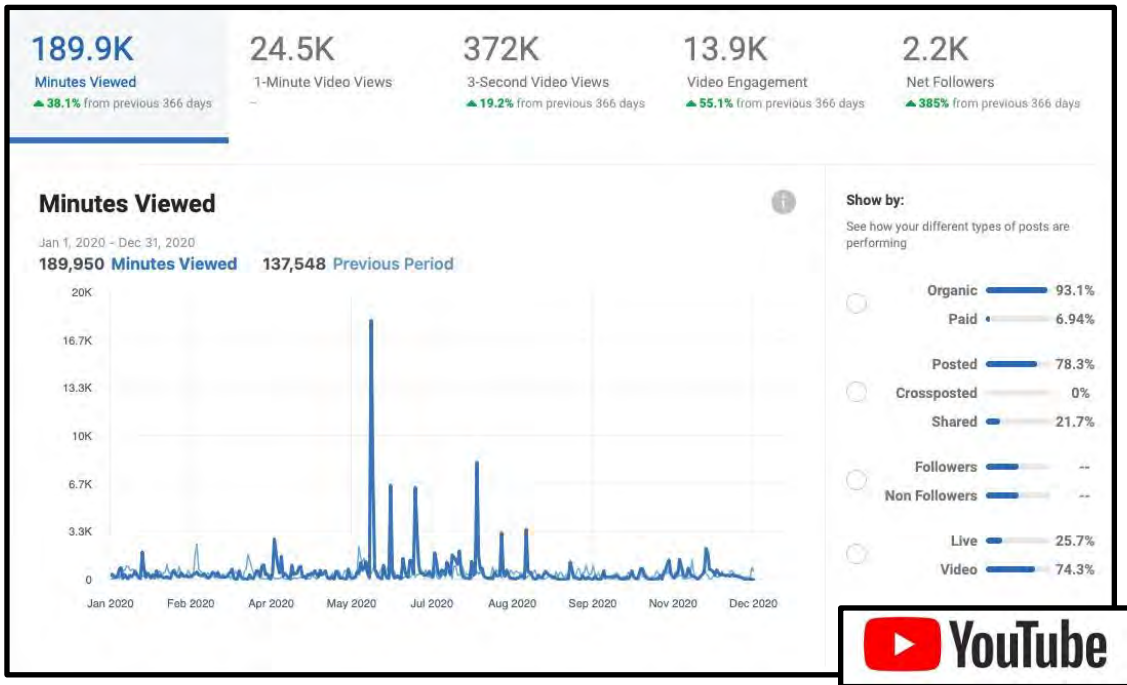 189.9K
Minutes Viewed
38.1% from previous 366 days
24.5K
1-Minute Video Views
--
372K
3-Second Video Views
19.2% from previous 366 days
13.9K
Video Engagement
55.1% from previous 366 days
2.2K
Net Followers
385% from previous 366 days
Minutes Viewed
i
Jan 1, 2020 - Dec 31, 2020
189,950 Minutes Viewed 137,548 Previous Period
20K
16.7K
13.3K
10K
6.7K
3.3K
0
Jan 2020 Feb 2020 Apr 2020 May 2020 Jul 2020 Aug 2020 Sep 2020 Nov 2020 Dec 2020
Show by:
See how your different types of posts are
performing
Organic 93.1%
Paid 6.94%
Posted 78.3%
Crossposted 0%
Shared 21.7%
Followers --
Non Followers --
Live 25.7%
Video 74.3%
YouTube